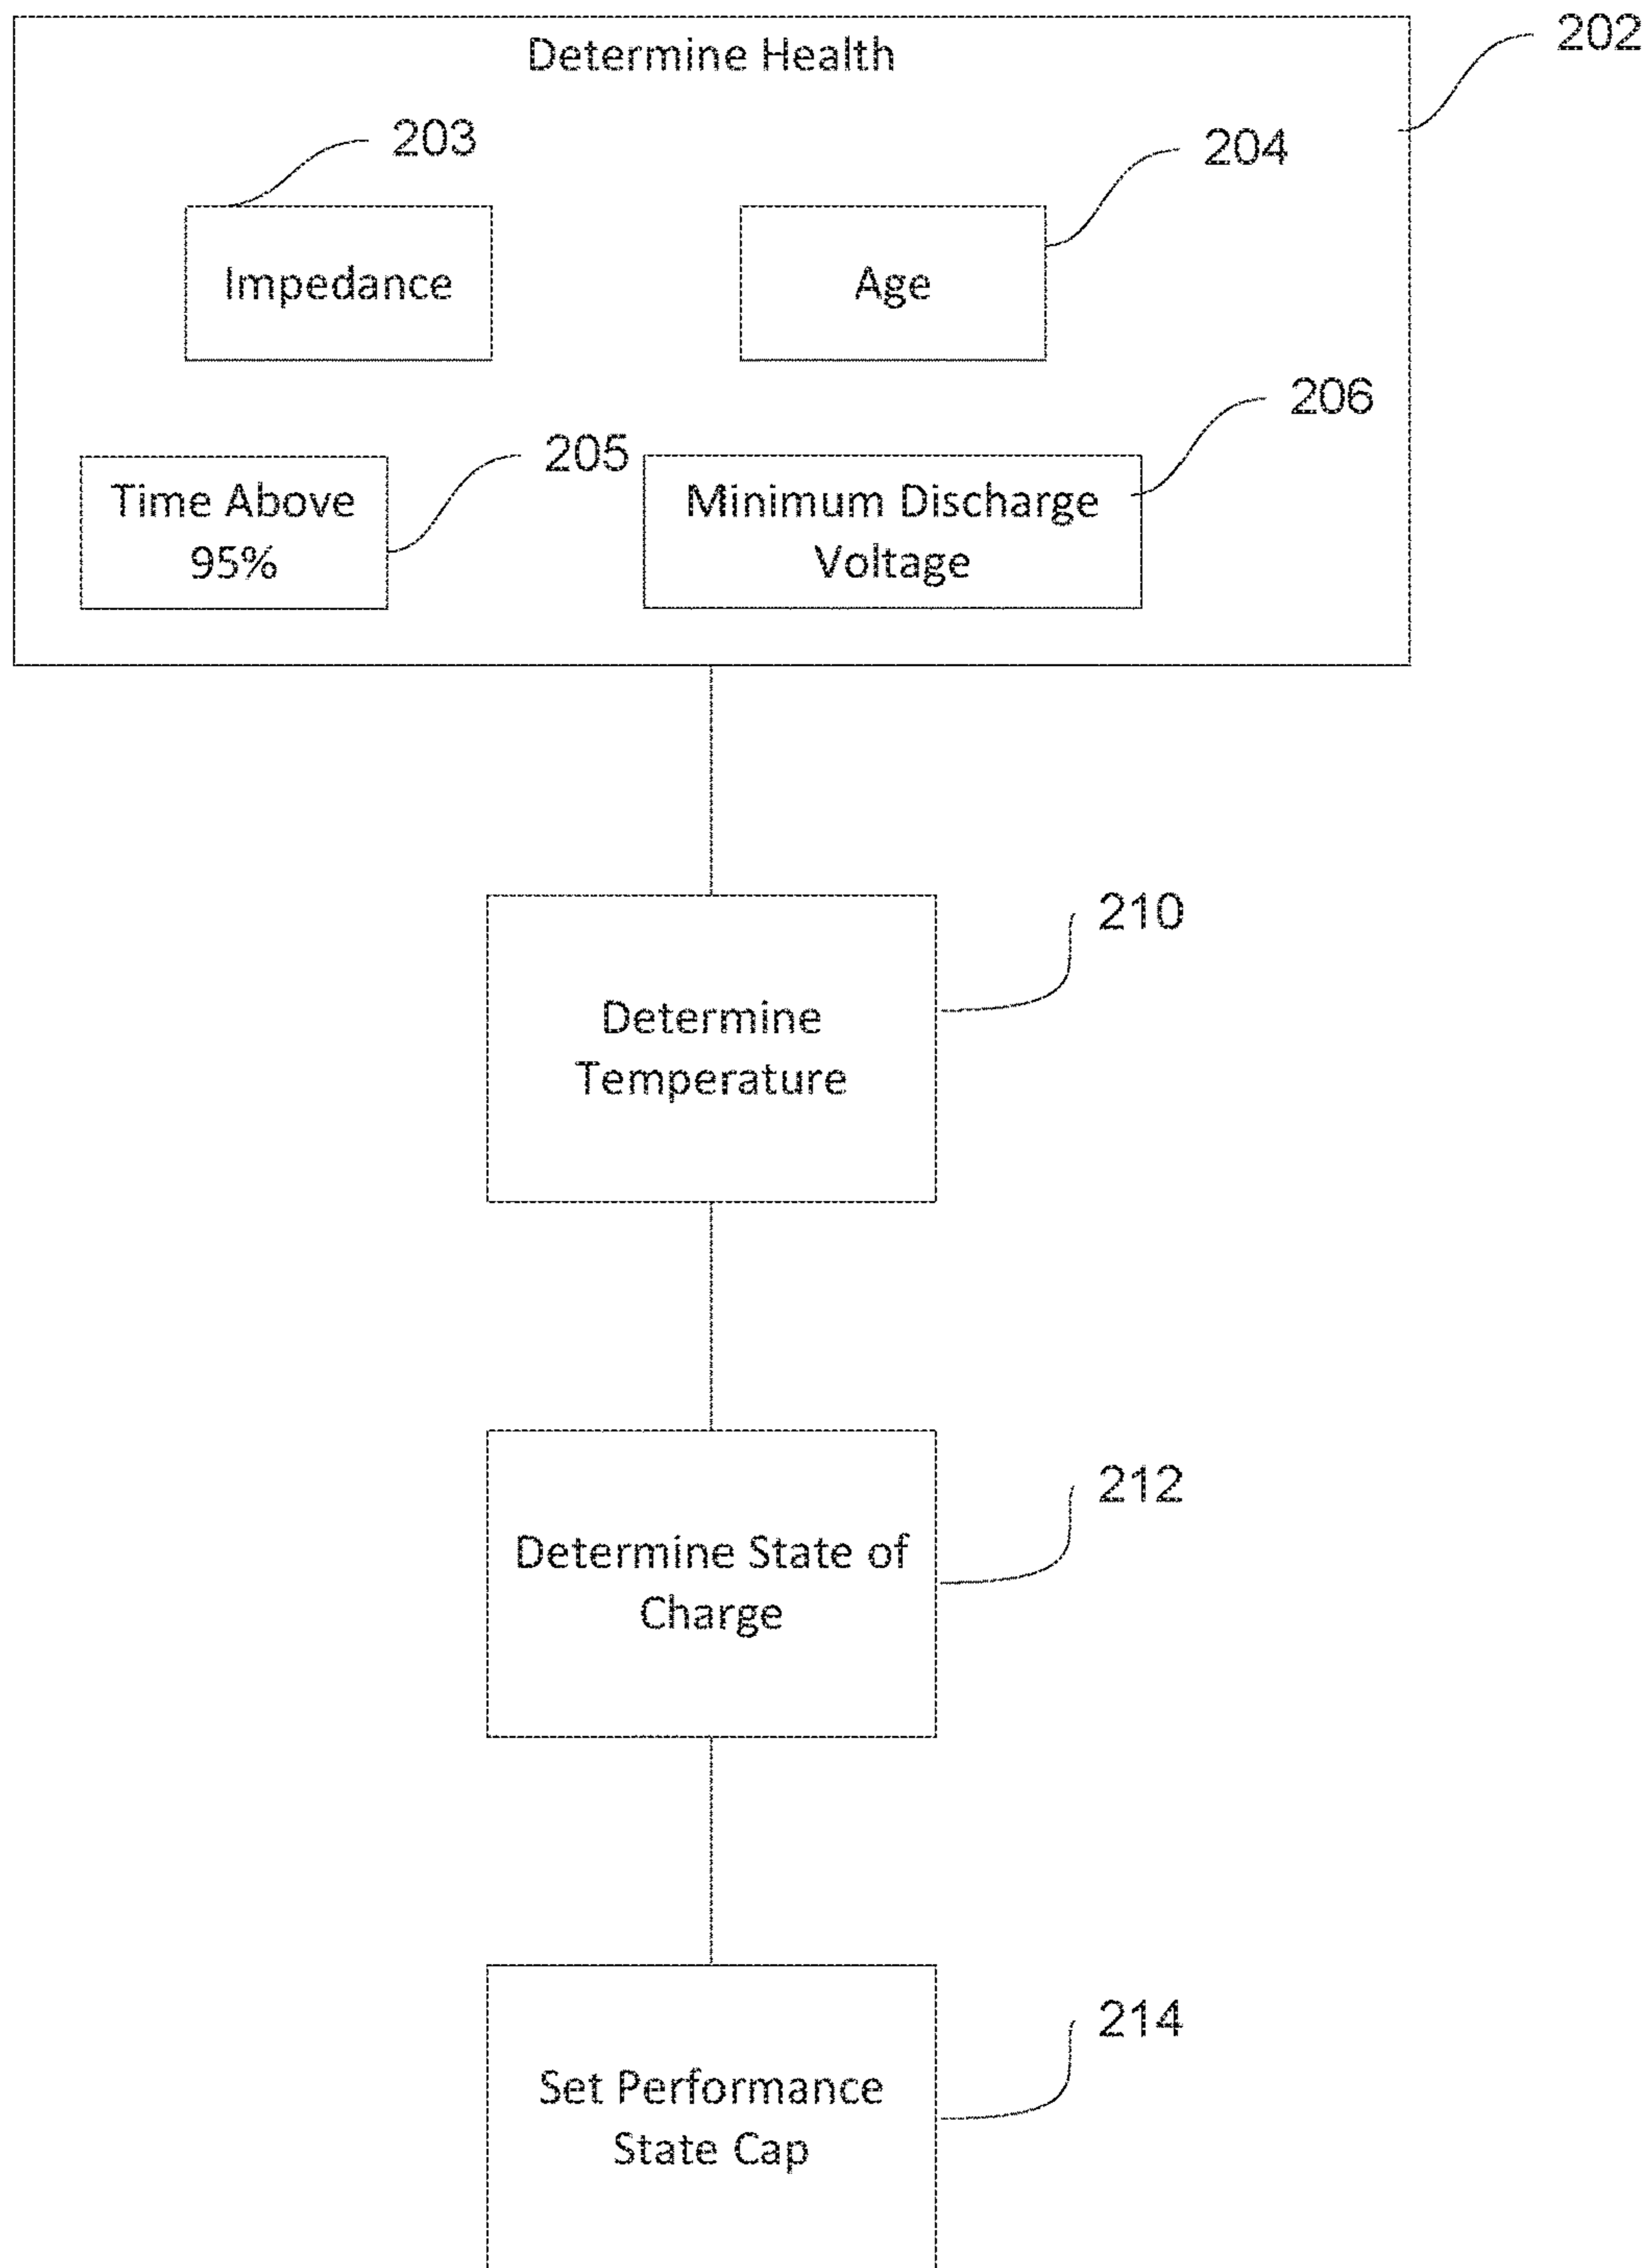 Determine Health
202
203
204
Impedance
Age
205
206
Time Above
95%
Minimum Discharge
Voltage
210
Determine
Temperature
212
Determine State of
Charge
214
Set Performance
State Cap